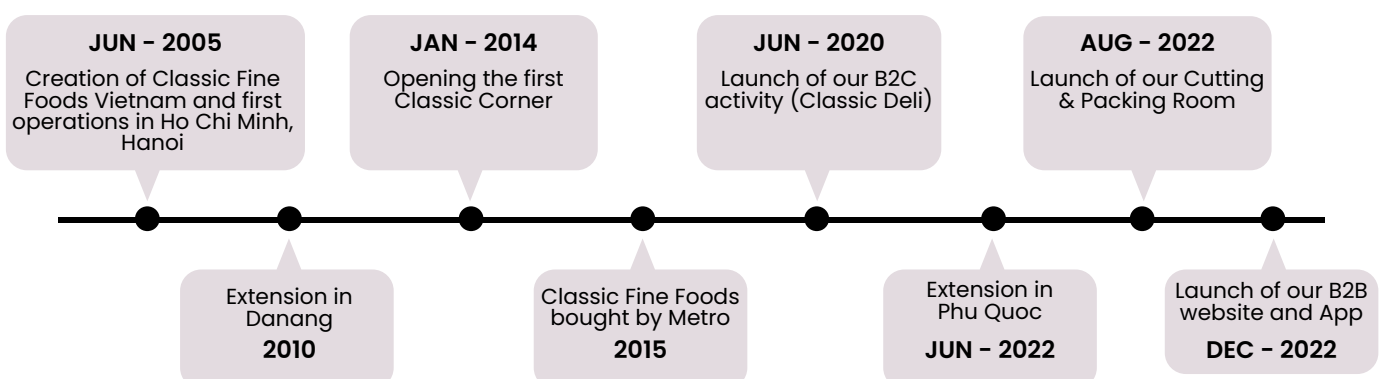 JUN - 2005
Creation of Classic Fine
Foods Vietnam and first
operations in Ho Chi Minh,
Hanoi
JAN - 2014
Opening the first
Classic Corner
JUN - 2020
Launch of our B2C
activity (Classic Deli)
AUG - 2022
Launch of our Cutting
& Packing Room
Extension in
Danang
2010
Classic Fine Foods
bought by Metro
2015
Extension in
Phu Quoc
JUN - 2022
Launch of our B2B
website and App
DEC - 2022